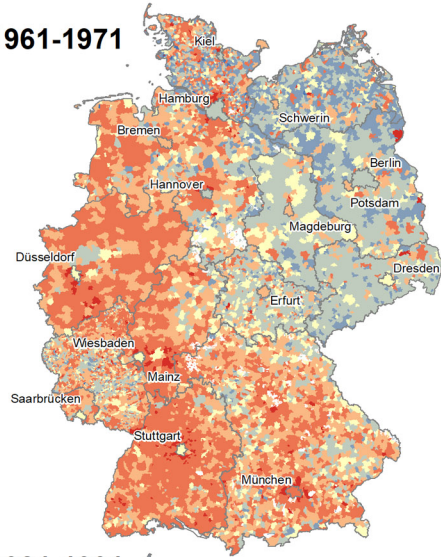 961-1971
Kiel
Hamburg
Schwerin
Bremen
Berlin
Hannover
Potsdam
Magdeburg
Düsseldorf
Dresden
Erfurt
Wiesbaden
Mainz
Saarbrücken
Stuttgart
München